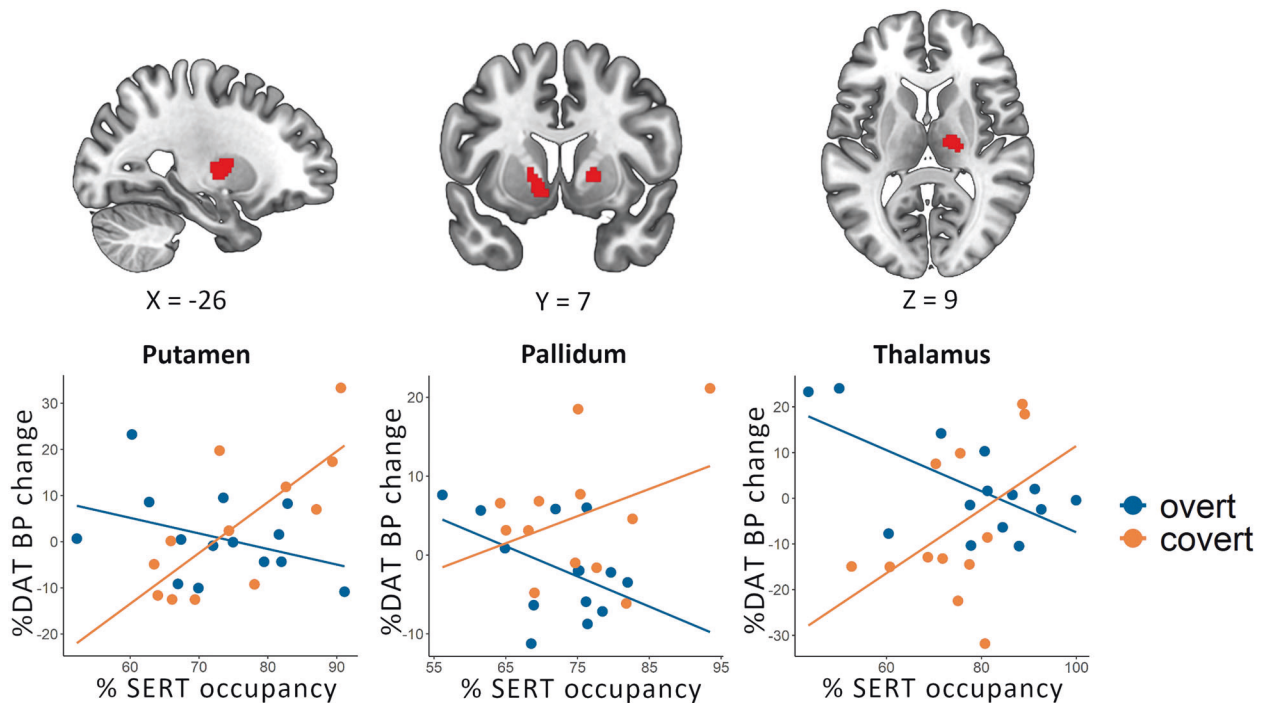 X = -26
Y = 7
Z = 9
Putamen
Pallidum
Thalamus
%DAT BP change
30
20
10
0
-10
-20
60
70
80
90
% SERT occupancy
%DAT BP change
20
10
0
-10
55
65
75
85
95
% SERT occupancy
%DAT BP change
20
10
0
-10
-20
-30
60
80
100
% SERT occupancy
overt
covert